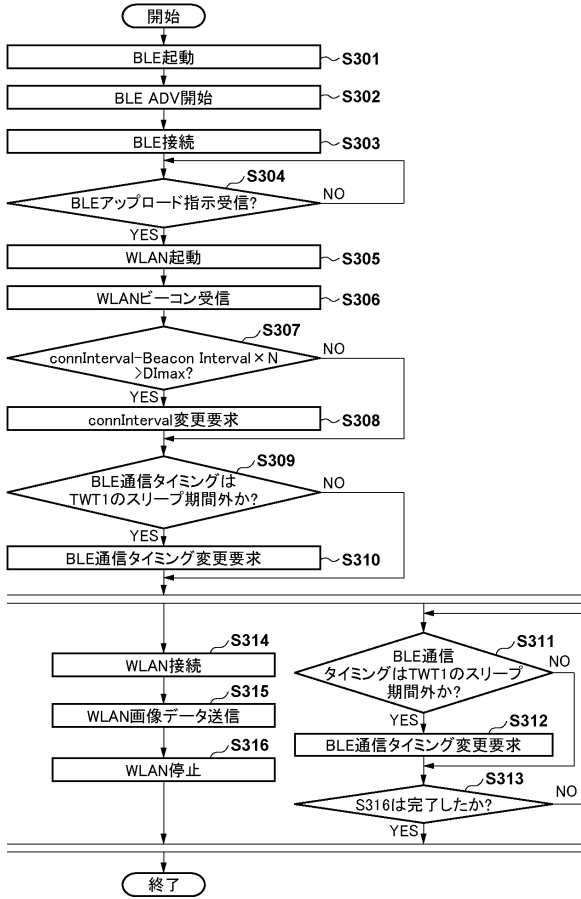 開始
BLE起動
S301
BLE ADV開始
S302
BLE接続
S303
S304
BLEアップロード指示受信?
NO
YES
WLAN起動
S305
WLANビーコン受信
S306
S307
connInterval-Beacon Interval×N
>DImax?
NO
YES
connInterval変更要求
S308
S309
BLE通信タイミングは
TWT1のスリープ期間外か?
NO
YES
BLE通信タイミング変更要求
S310
S314
WLAN接続
S315
WLAN画像データ送信
S316
WLAN停止
S311
BLE通信
タイミングはTWT1のスリープ
期間外か?
NO
YES
S312
BLE通信タイミング変更要求
S313
S316は完了したか?
NO
YES
終了